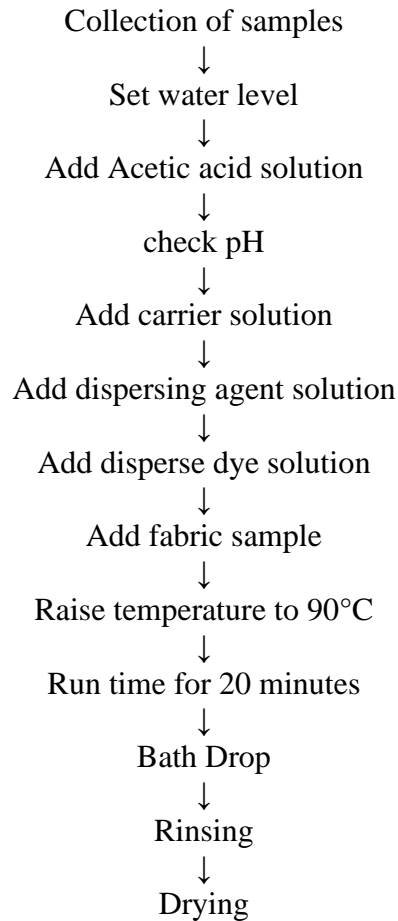 Collection of samples
↓
Set water level
↓
Add Acetic acid solution
↓
check pH
↓
Add carrier solution
↓
Add dispersing agent solution
↓
Add disperse dye solution
↓
Add fabric sample
↓
Raise temperature to 90°C
↓
Run time for 20 minutes
↓
Bath Drop
↓
Rinsing
↓
Drying